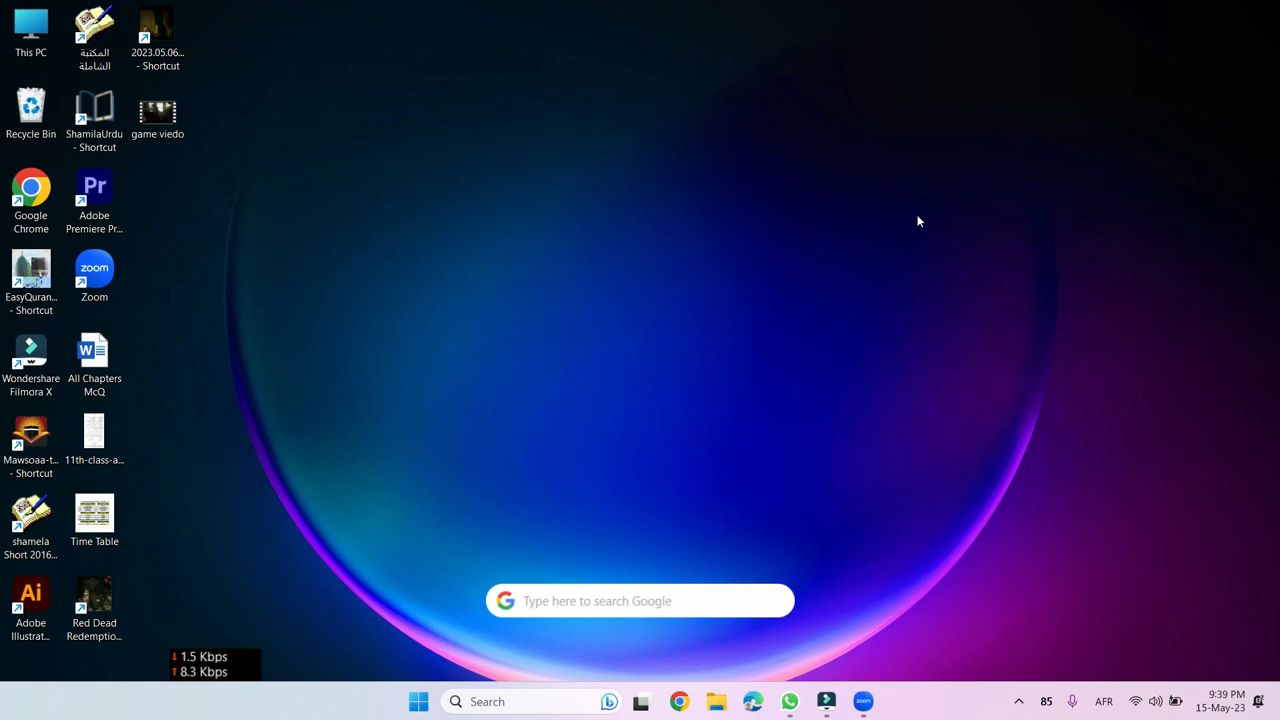 This PC
المكتبة
الشاملة
2023.05.06...
- Shortcut
Recycle Bin
ShamilaUrdu
- Shortcut
game viedo
Google
Chrome
Pr
Adobe
Premiere Pr...
EasyQuran...
- Shortcut
zoom
Zoom
Wondershare
Filmora X
W
All Chapters
McQ
Mawsoaa-t...
- Shortcut
11th-class-a...
shamela
Short 2016...
Time Table
Ai
Adobe
Illustrat...
Red Dead
Redemptio...
Type here to search Google
1.5 Kbps
8.3 Kbps
Search
zoom
85
AFR
9:39 PM
15-May-23